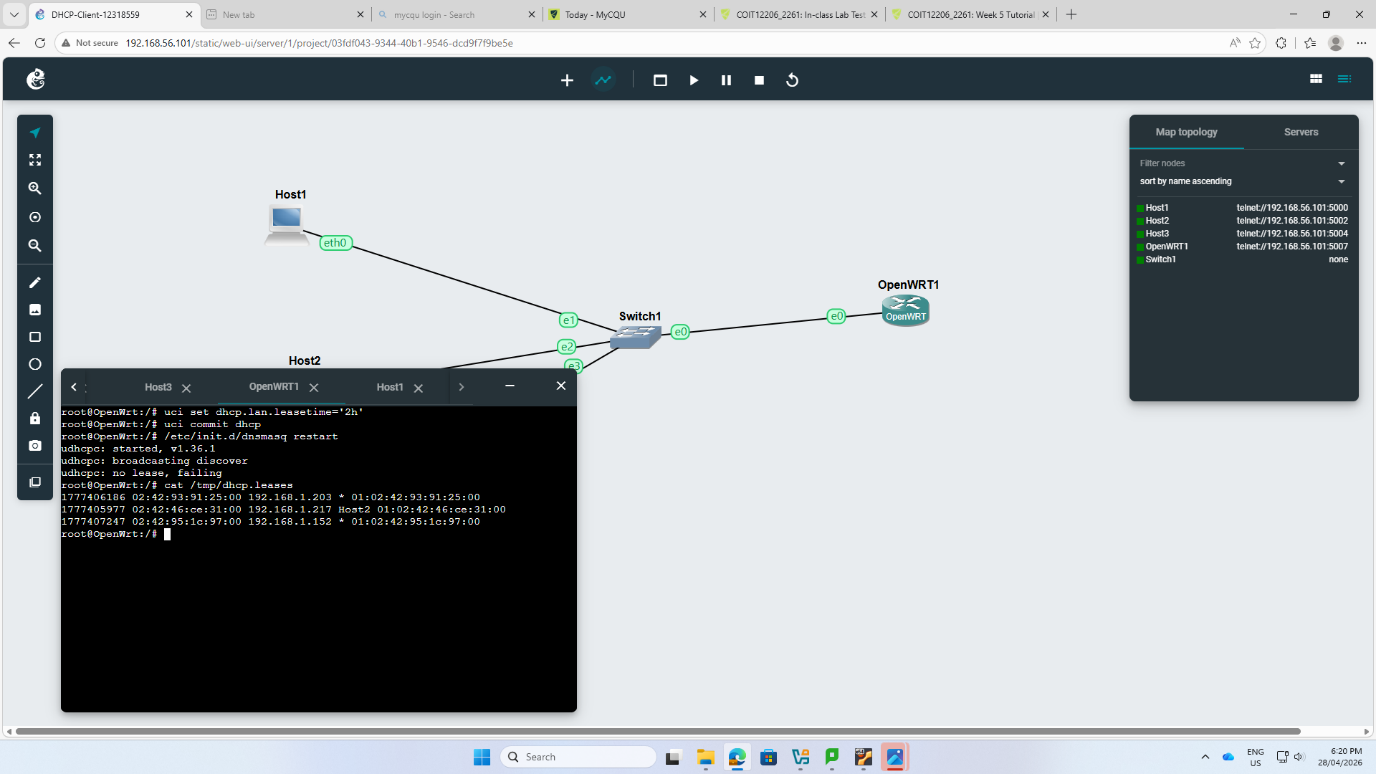 DHCP-Client-12318559
New tab
mycqu login - Search
Today - MyCQU
COIT12206_2261: In-class Lab Test
COIT12206_2261: Week 5 Tutorial
Not secure 192.168.56.101/static/web-ui/server/1/project/03fdf043-9344-40b1-9546-dcd9f7f9be5e
Map topology Servers
Filter nodes
sort by name ascending
Host1 telnet://192.168.56.101:5000
Host2 telnet://192.168.56.101:5002
Host3 telnet://192.168.56.101:5004
OpenWRT1 telnet://192.168.56.101:5007
Switch1 none
Host1
eth0
OpenWRT1
OpenWRT
e0
Switch1
e0
e1
e2
e3
Host2
Host3 OpenWRT1 Host1
root@OpenWrt:/# uci set dhcp.lan.leasetime='2h'
root@OpenWrt:/# uci commit dhcp
root@OpenWrt:/# /etc/init.d/dnsmasq restart
udhcpc: started, v1.36.1
udhcpc: broadcasting discover
udhcpc: no lease, failing
root@OpenWrt:/# cat /tmp/dhcp.leases
1777406186 02:42:93:91:25:00 192.168.1.203 * 01:02:42:93:91:25:00
1777405977 02:42:46:ce:31:00 192.168.1.217 Host2 01:02:42:46:ce:31:00
1777407247 02:42:95:1c:97:00 192.168.1.152 * 01:02:42:95:1c:97:00
root@OpenWrt:/#
Search
ENG
US
6:20 PM
28/04/2026